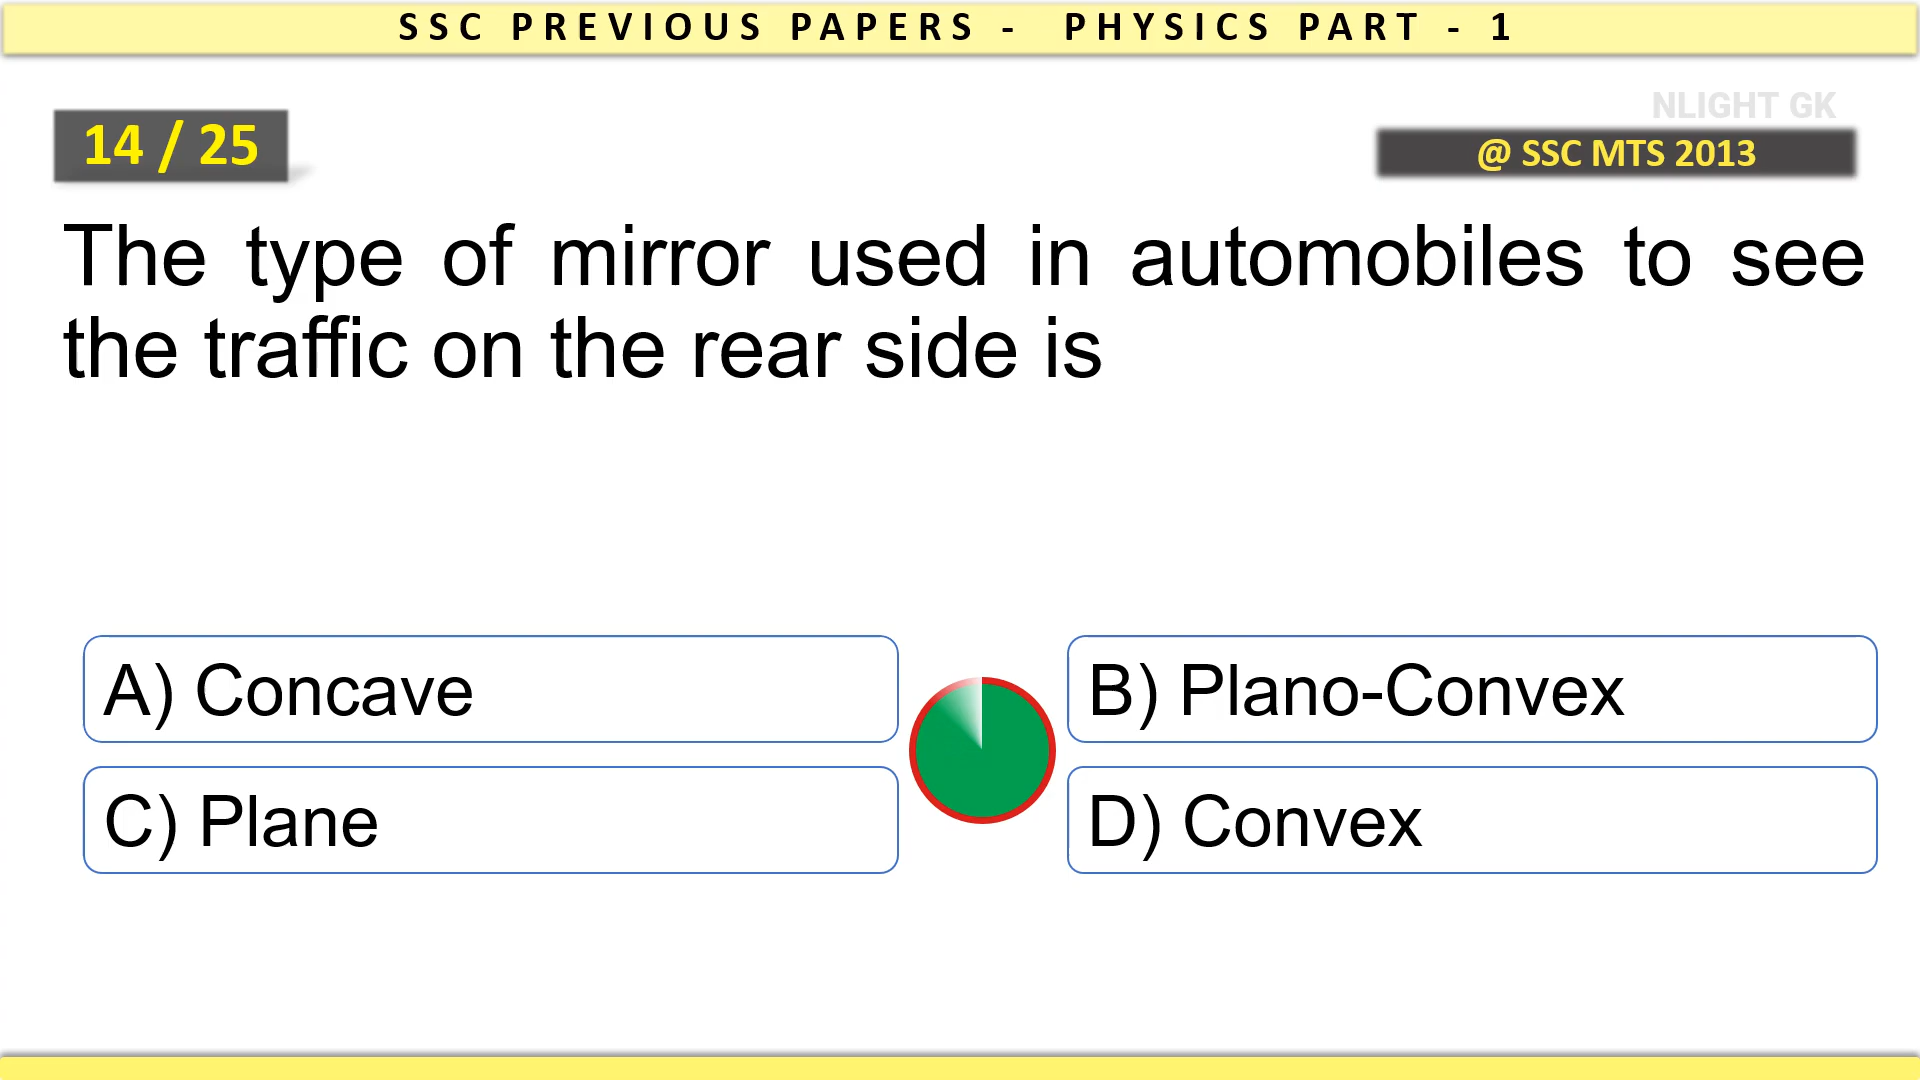 SSC PREVIOUS PAPERS - PHYSICS PART - 1
NLIGHT GK
14 / 25
@ SSC MTS 2013
The type of mirror used in automobiles to see
the traffic on the rear side is
A) Concave
B) Plano-Convex
C) Plane
D) Convex